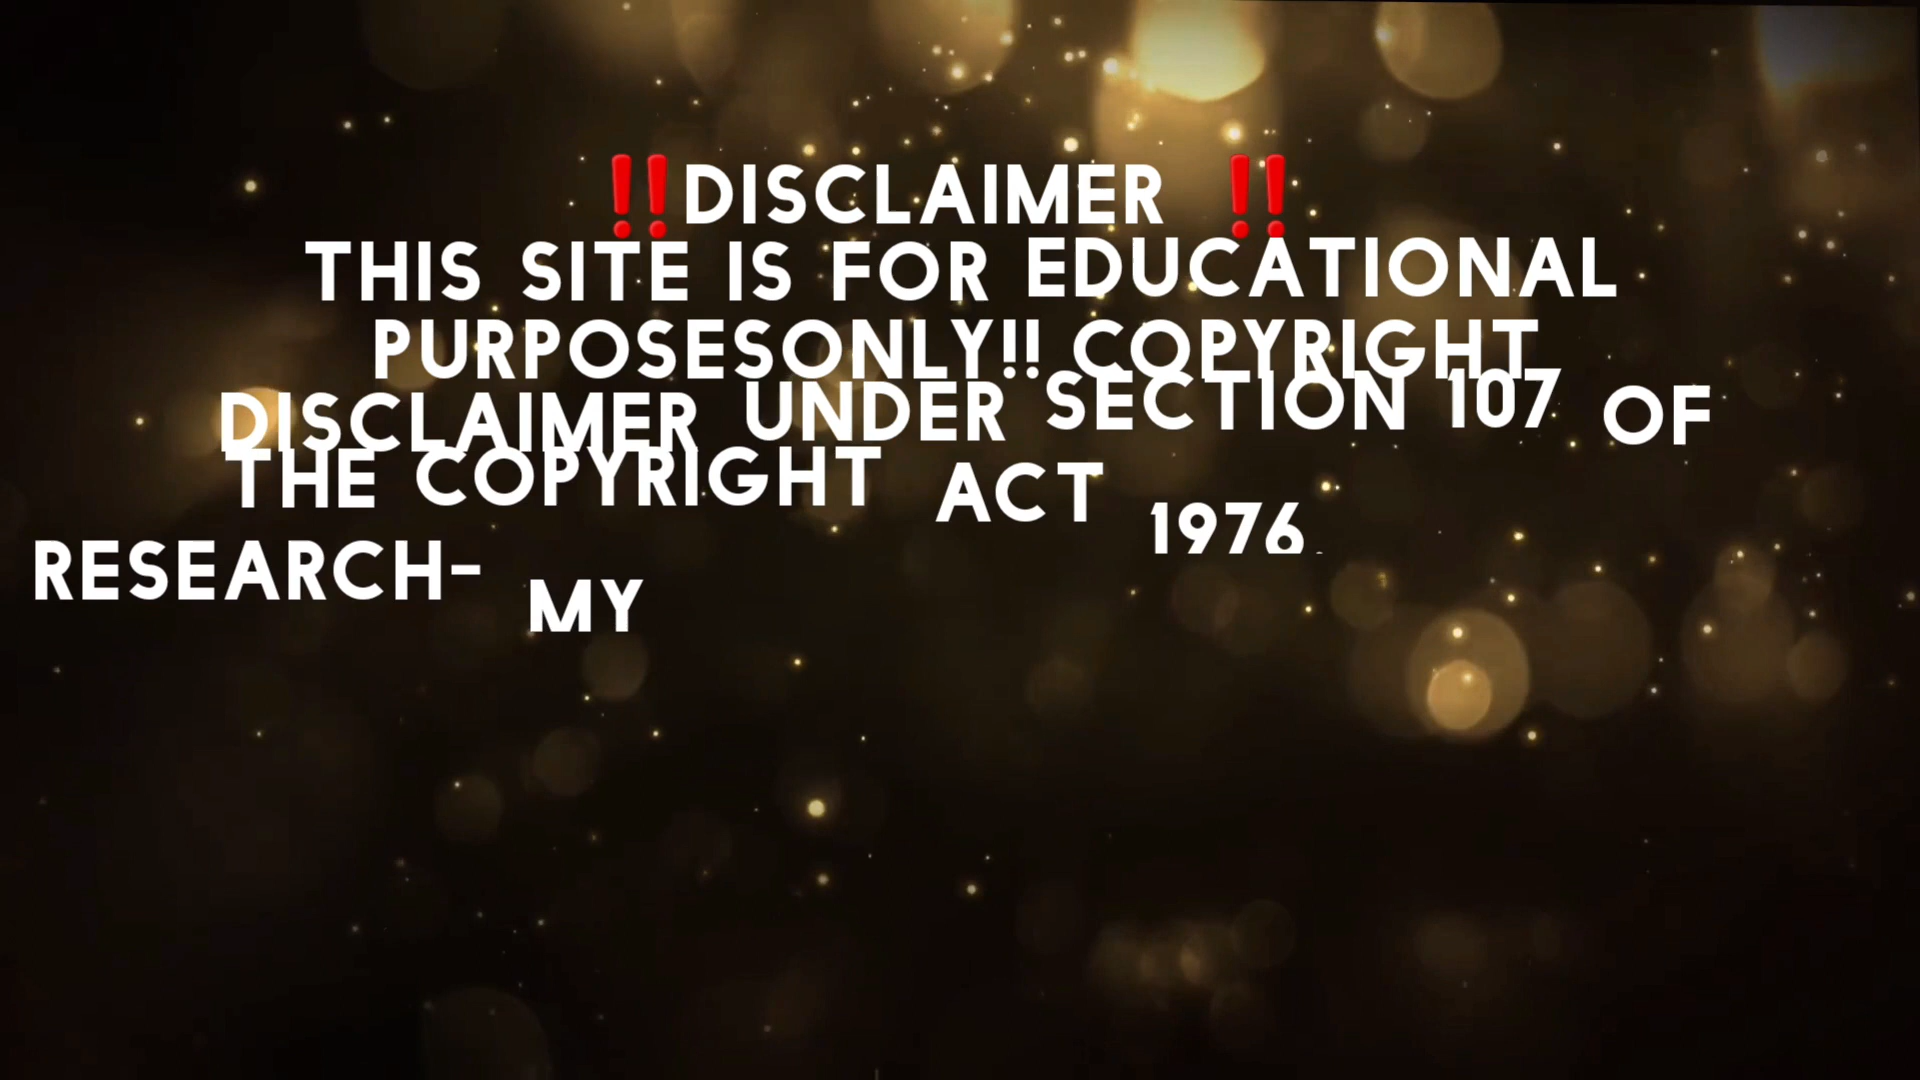 ‼️DISCLAIMER ‼️
THIS SITE IS FOR EDUCATIONAL
PURPOSESONLY!! COPYRIGHT
DISCLAIMER UNDER SECTION 107 OF
THE COPYRIGHT ACT 1976.
RESEARCH- MY